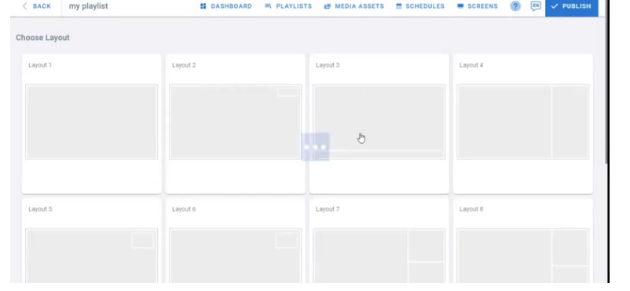 BACK my playlist DASHBOARD PLAYLISTS MEDIA ASSETS SCHEDULES SCREENS ? EN PUBLISH
Choose Layout
Layout 1 Layout 2 Layout 3 Layout 4
Layout 5 Layout 6 Layout 7 Layout 8